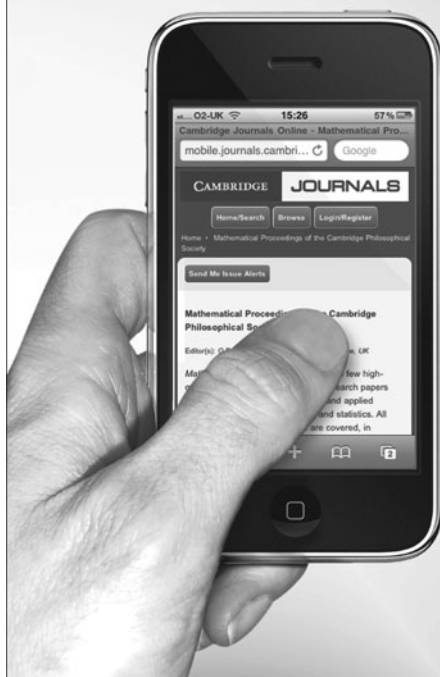 O2-UK 15:26 57%
Cambridge Journals Online - Mathematical Pro...
mobile.journals.cambri... Google
CAMBRIDGE JOURNALS
Home/Search Browse Login/Register
Home • Mathematical Proceedings of the Cambridge Philosophical
Society
Send Me Issue Alerts
Mathematical Cambridge
Philosophical
Editor(s): UK
few high-
papers
and applied
and statistics. All
are covered, in
2